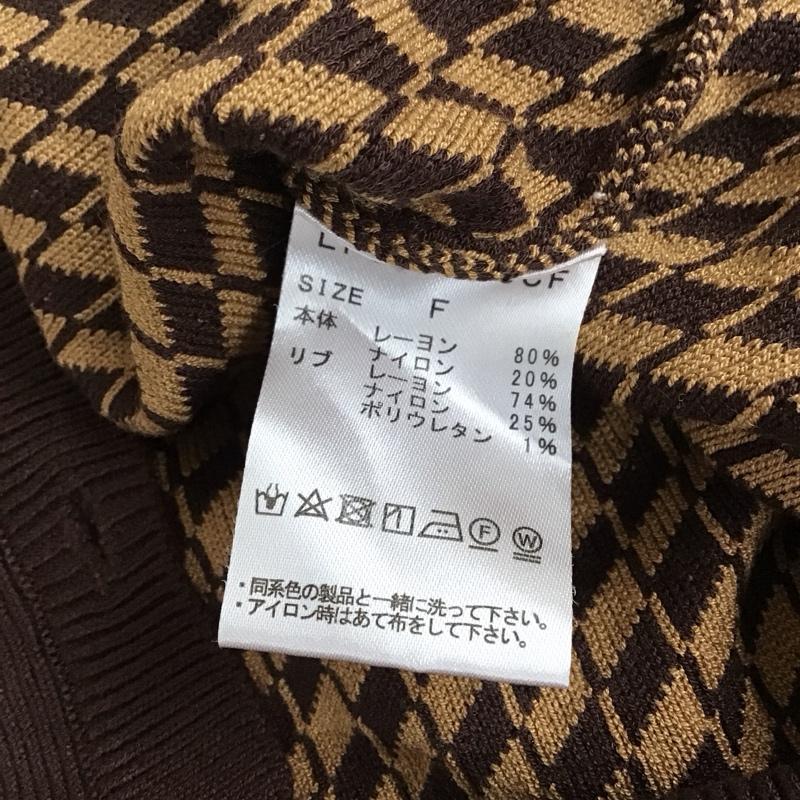 SIZE F
本体 レーヨン 80%
ナイロン 20%
リブ レーヨン 74%
ナイロン 25%
ポリウレタン 1%
F W
・同系色の製品と一緒に洗って下さい。
・アイロン時はあて布をして下さい。